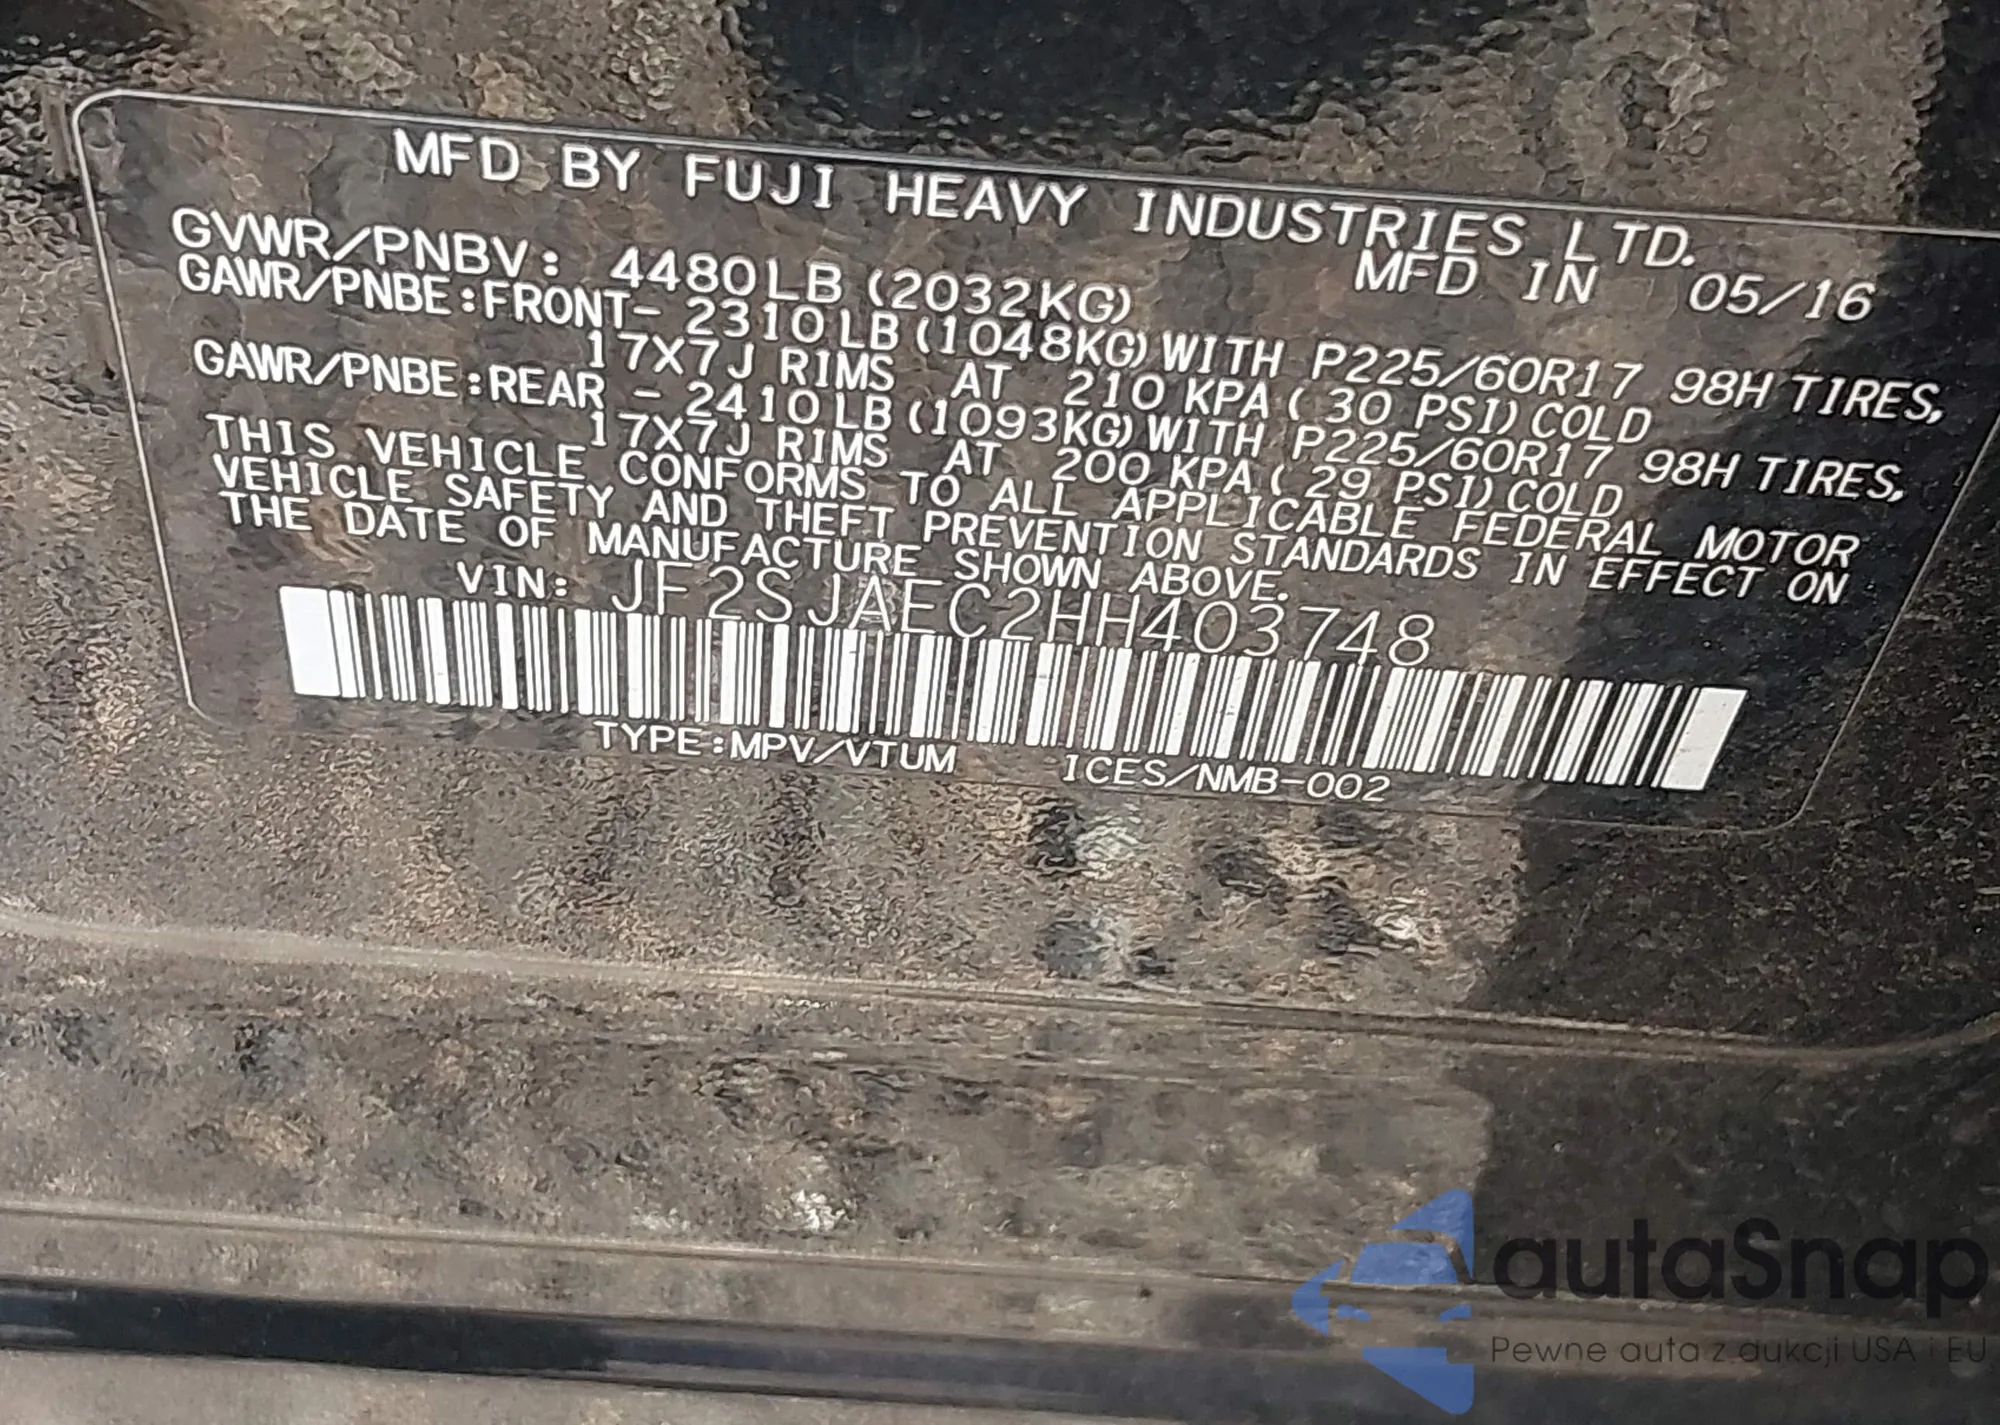 MFD BY FUJI HEAVY INDUSTRIES LTD.
GVWR/PNBV: 4480LB (2032KG) MFD IN 05/16
GAWR/PNBE:FRONT- 2310LB (1048KG) WITH P225/60R17 98H TIRES,
17X7J RIMS AT 210 KPA ( 30 PSI) COLD
GAWR/PNBE:REAR - 2410LB (1093KG) WITH P225/60R17 98H TIRES,
17X7J RIMS AT 200 KPA ( 29 PSI) COLD
THIS VEHICLE CONFORMS TO ALL APPLICABLE FEDERAL MOTOR
VEHICLE SAFETY AND THEFT PREVENTION STANDARDS IN EFFECT ON
THE DATE OF MANUFACTURE SHOWN ABOVE.
VIN: JF2SJAEC2HH403748
TYPE:MPV/VTUM ICES/NMB-002
autaSnap
Pewne auta z aukcji USA i EU